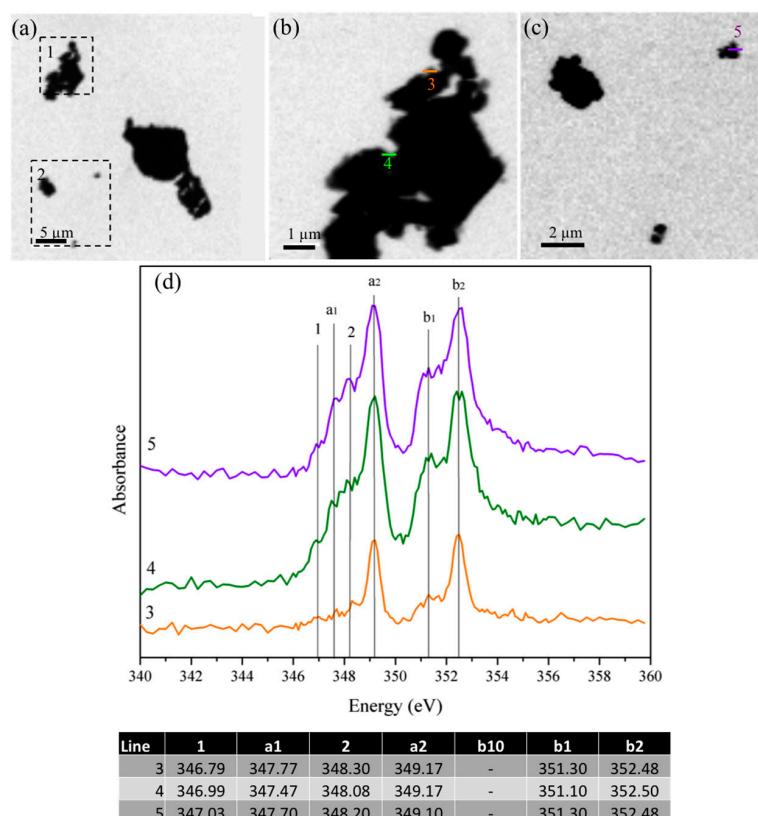 (a)
1
2
5 µm
(b)
3
4
1 µm
(c)
5
2 µm
(d)
1
a1
2
a2
b1
b2
5
4
3
Absorbance
340 342 344 346 348 350 352 354 356 358 360
Energy (eV)
Line 1 a1 2 a2 b10 b1 b2
3 346.79 347.77 348.30 349.17 - 351.30 352.48
4 346.99 347.47 348.08 349.17 - 351.10 352.50
5 347.03 347.70 348.20 349.10 - 351.30 352.48